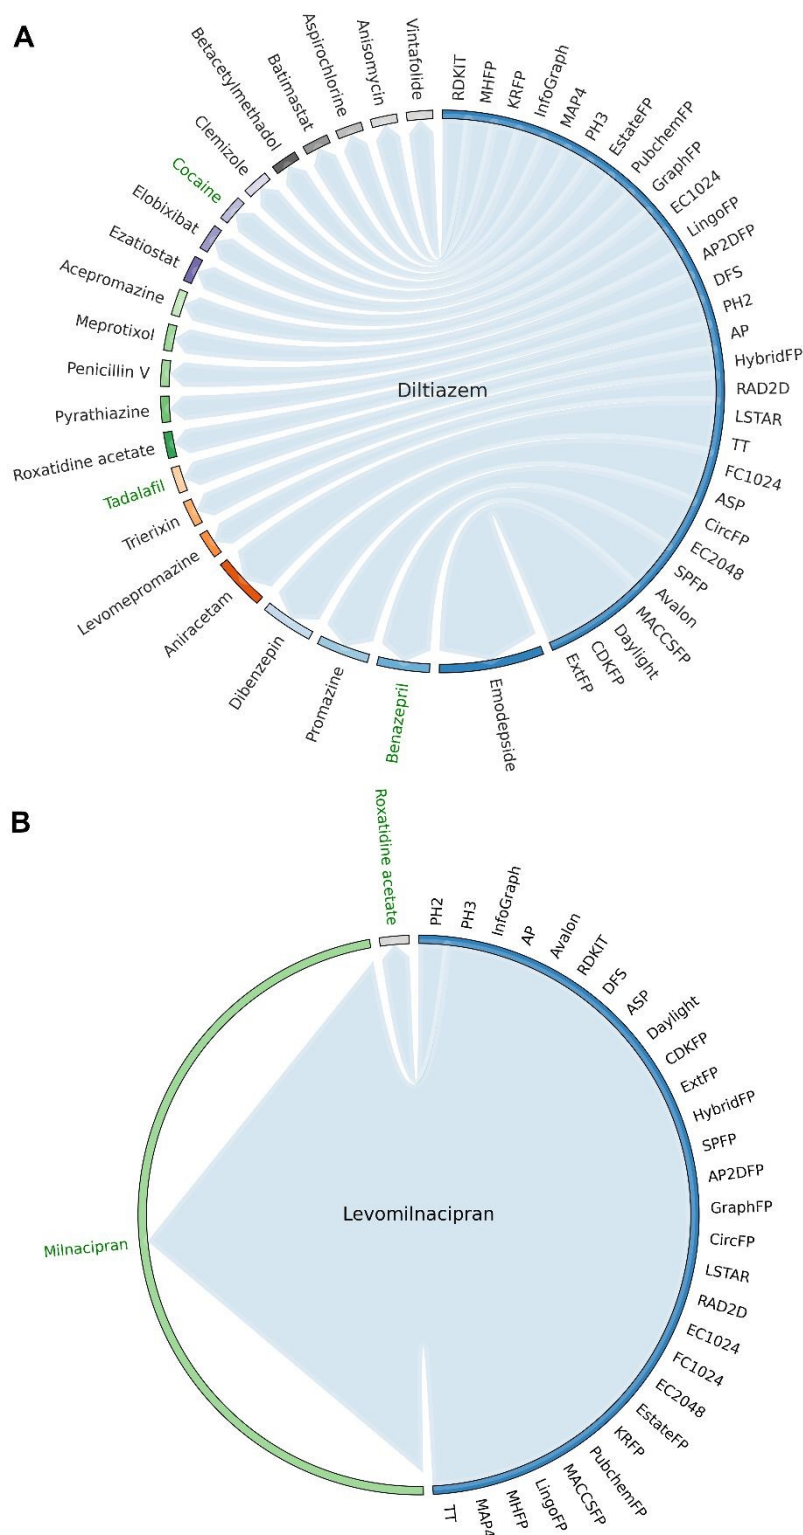 A
Vintafolide
Anisomycin
Aspirochlorine
Batimastat
Betacetylmethadol
Clemizole
Cocaine
Elobixibat
Ezatiostat
Acepromazine
Meprotixol
Penicillin V
Pyrathiazine
Roxatidine acetate
Tadalafil
Trierixin
Levomepromazine
Aniracetam
Dibenzepin
Promazine
Benazepril
Emodepside
RDKIT
MHFP
KRFP
InfoGraph
MAP4
PH3
EstateFP
PubchemFP
GraphFP
EC1024
LingoFP
AP2DFP
DFS
PH2
AP
HybridFP
RAD2D
LSTAR
TT
FC1024
ASP
CircFP
EC2048
SPFP
Avalon
MACCSFP
Daylight
CDKFP
ExtFP
Diltiazem
B
Roxatidine acetate
Milnacipran
PH2
PH3
InfoGraph
AP
Avalon
RDKIT
DFS
ASP
Daylight
CDKFP
ExtFP
HybridFP
SPFP
AP2DFP
GraphFP
CircFP
LSTAR
RAD2D
EC1024
FC1024
EC2048
EstateFP
KRFP
PubchemFP
MACCSFP
LingoFP
MHFP
MAP4
TT
Levomilnacipran